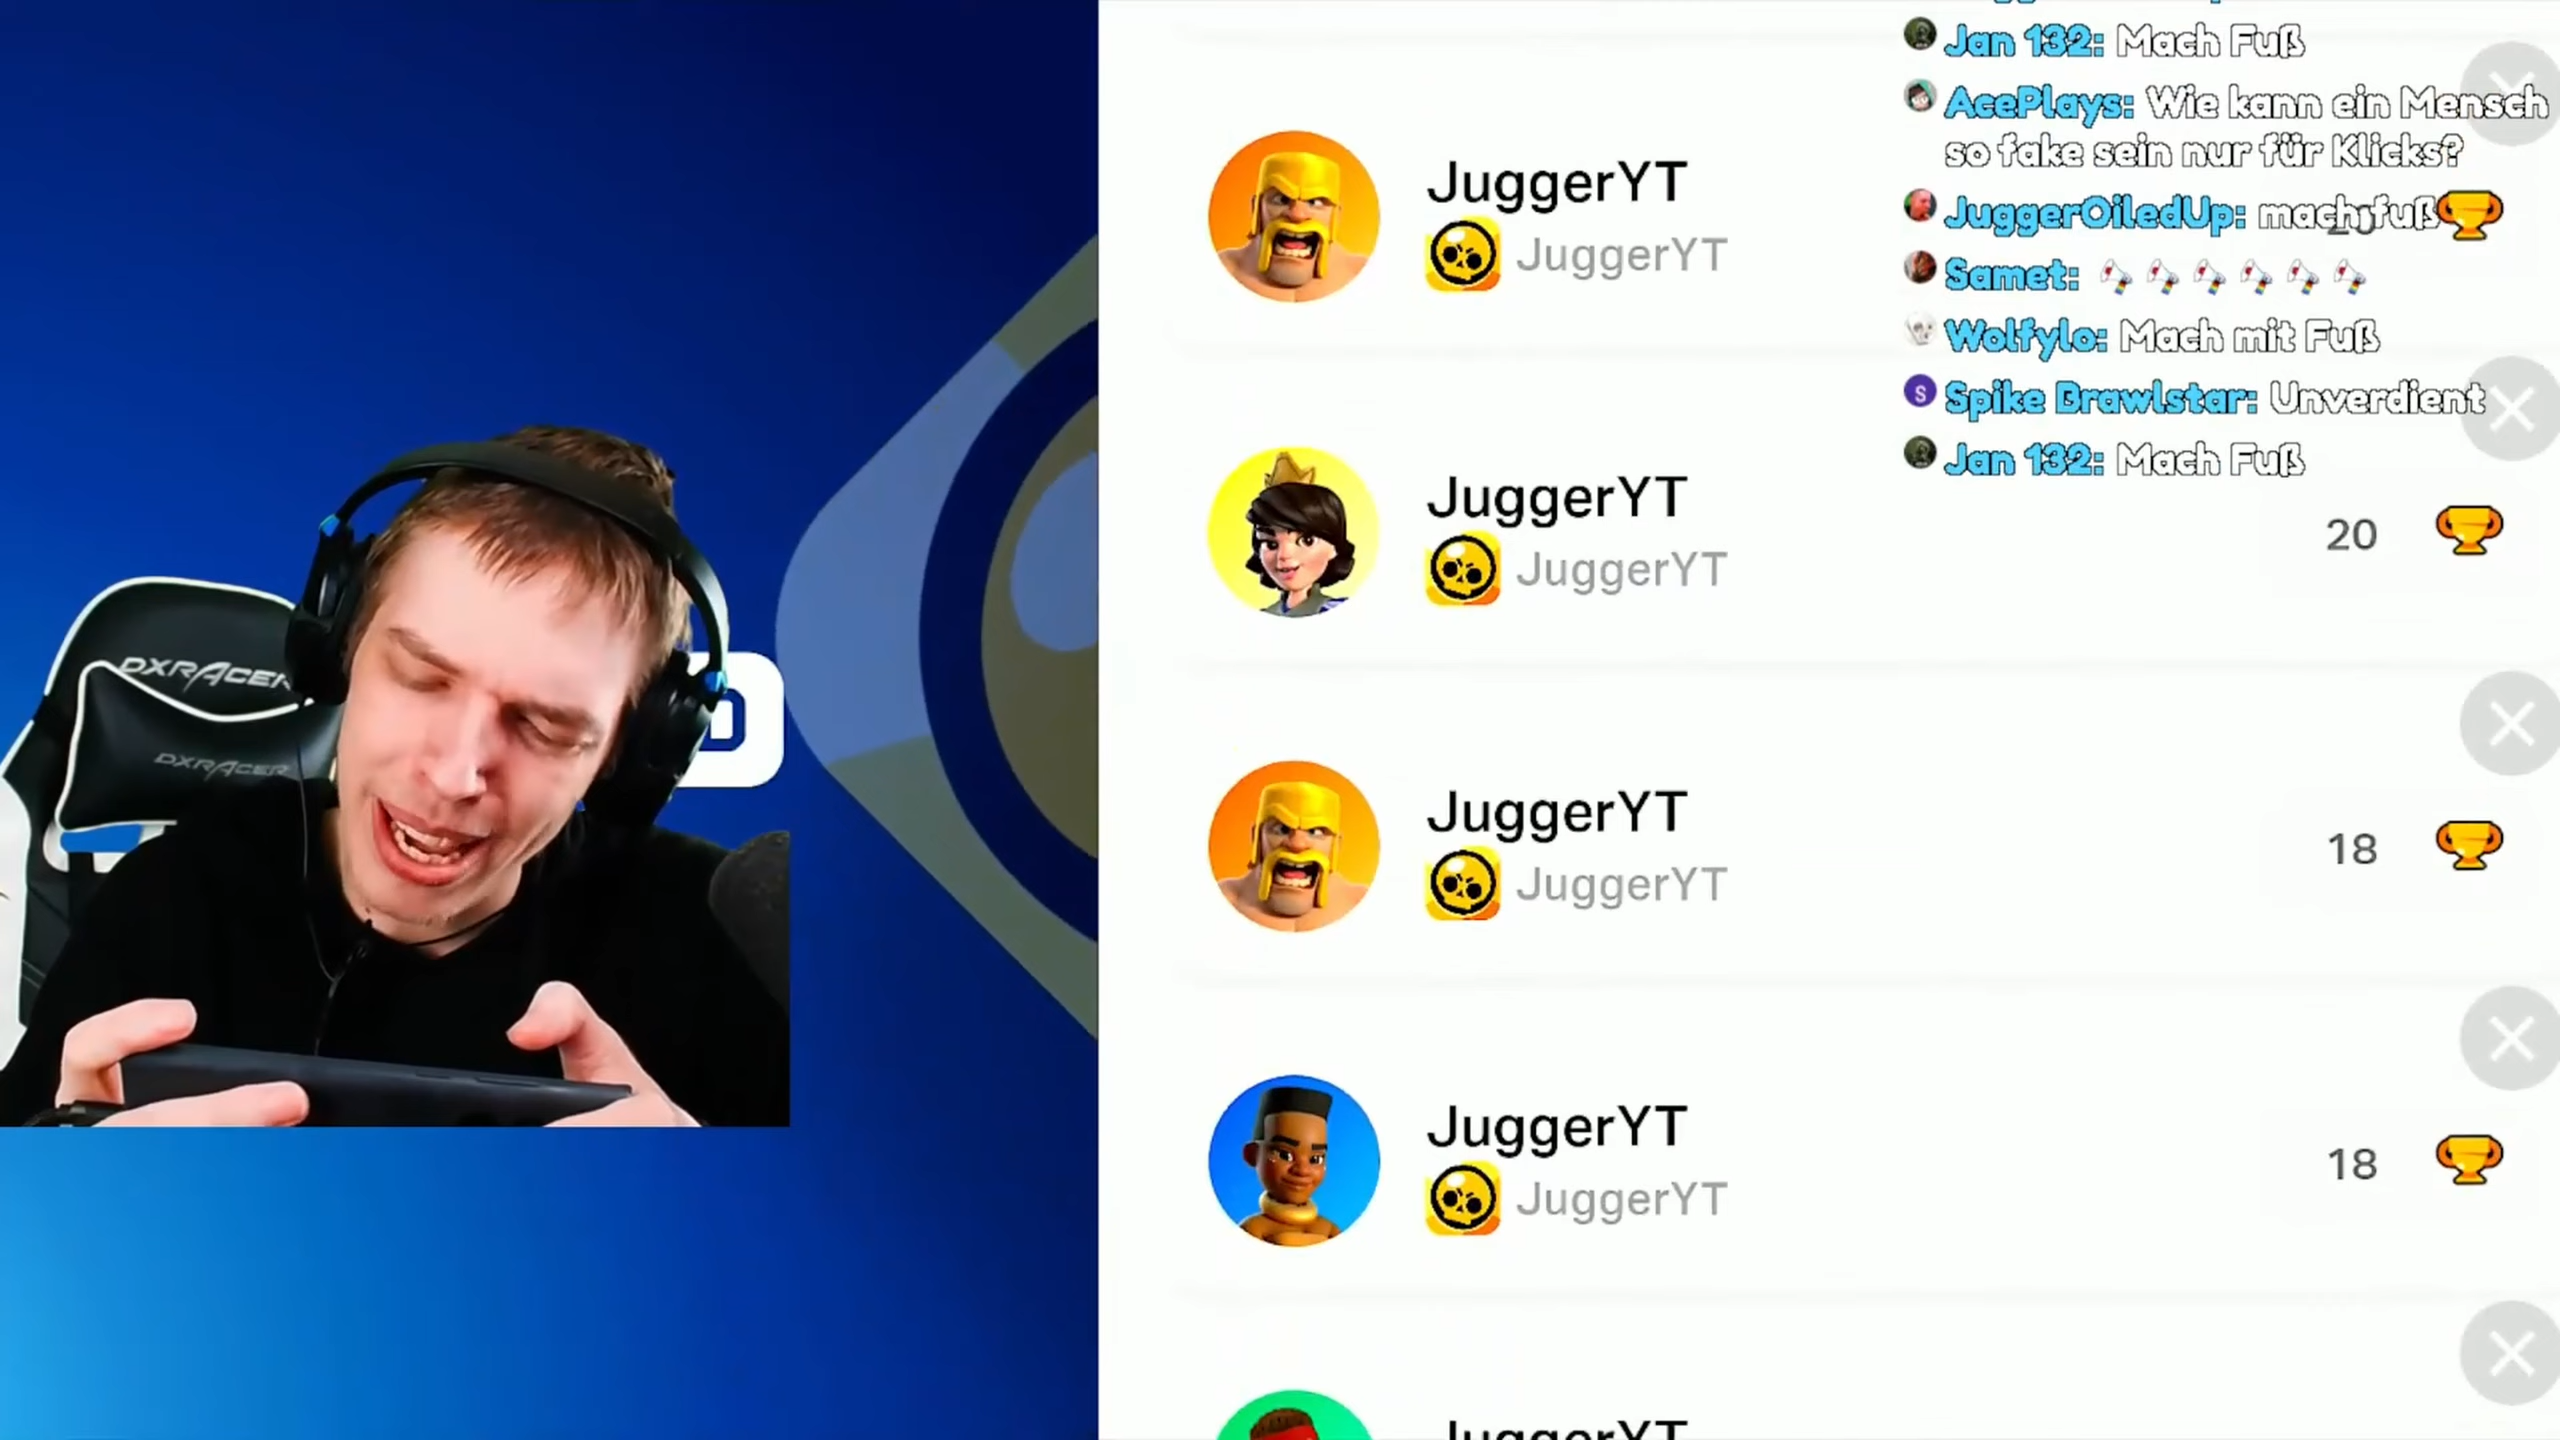 Jan 132: Mach Fuß
AcePlays: Wie kann ein Mensch
so fake sein nur für Klicks?
JuggerOiledUp: mach fuß
Samet:
Wolfylo: Mach mit Fuß
Spike Brawlstar: Unverdient
Jan 132: Mach Fuß
JuggerYT
JuggerYT
20
JuggerYT
JuggerYT
20
JuggerYT
JuggerYT
18
JuggerYT
JuggerYT
18
JuggerYT
DXRACER
DXRACER
D
S